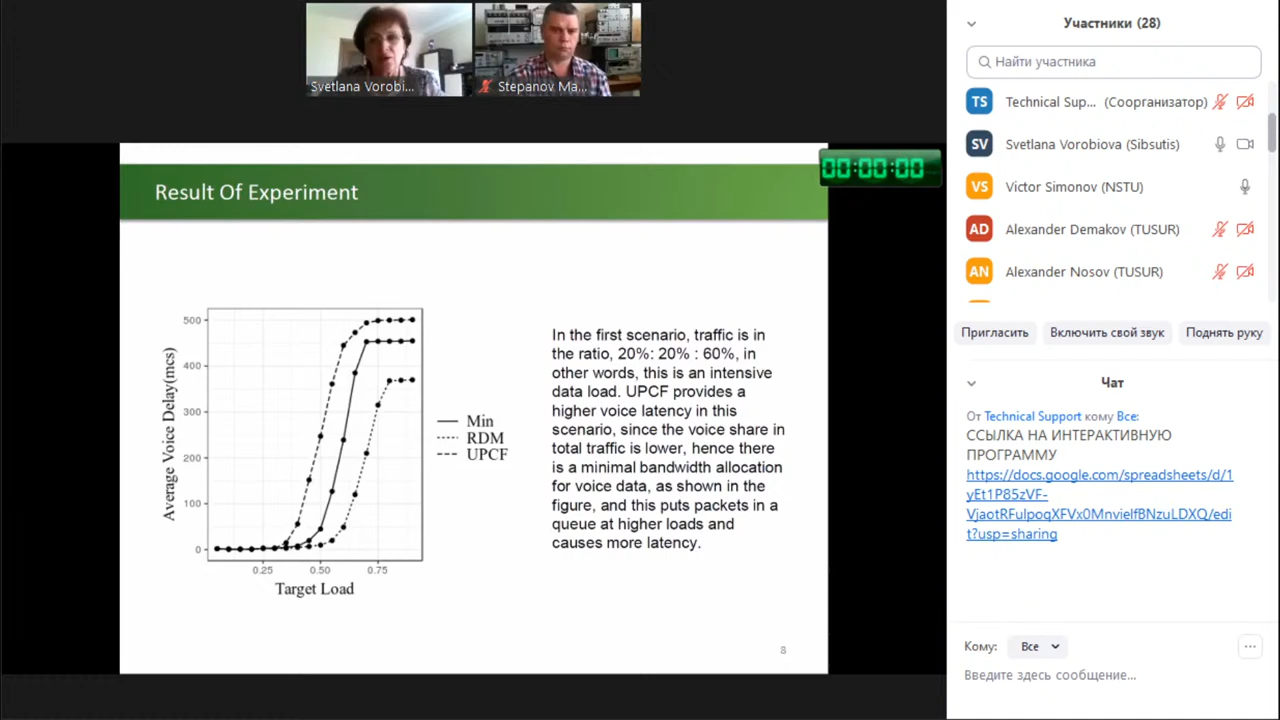 Svetlana Vorobi...
Stepanov Ma...
00:00:00
Result Of Experiment
Average Voice Delay(mcs)
500
400
300
200
100
0
0.25 0.50 0.75
Target Load
Min
RDM
UPCF
In the first scenario, traffic is in
the ratio, 20%: 20% : 60%, in
other words, this is an intensive
data load. UPCF provides a
higher voice latency in this
scenario, since the voice share in
total traffic is lower, hence there
is a minimal bandwidth allocation
for voice data, as shown in the
figure, and this puts packets in a
queue at higher loads and
causes more latency.
8
Участники (28)
Найти участника
TS Technical Sup... (Соорганизатор)
SV Svetlana Vorobiova (Sibsutis)
VS Victor Simonov (NSTU)
AD Alexander Demakov (TUSUR)
AN Alexander Nosov (TUSUR)
Пригласить Включить свой звук Поднять руку
Чат
От Technical Support кому Все:
ССЫЛКА НА ИНТЕРАКТИВНУЮ
ПРОГРАММУ
https://docs.google.com/spreadsheets/d/1
yEt1P85zVF-
VjaotRFulpoqXFVx0MnvielfBNzuLDXQ/edi
t?usp=sharing
Кому: Все
Введите здесь сообщение...